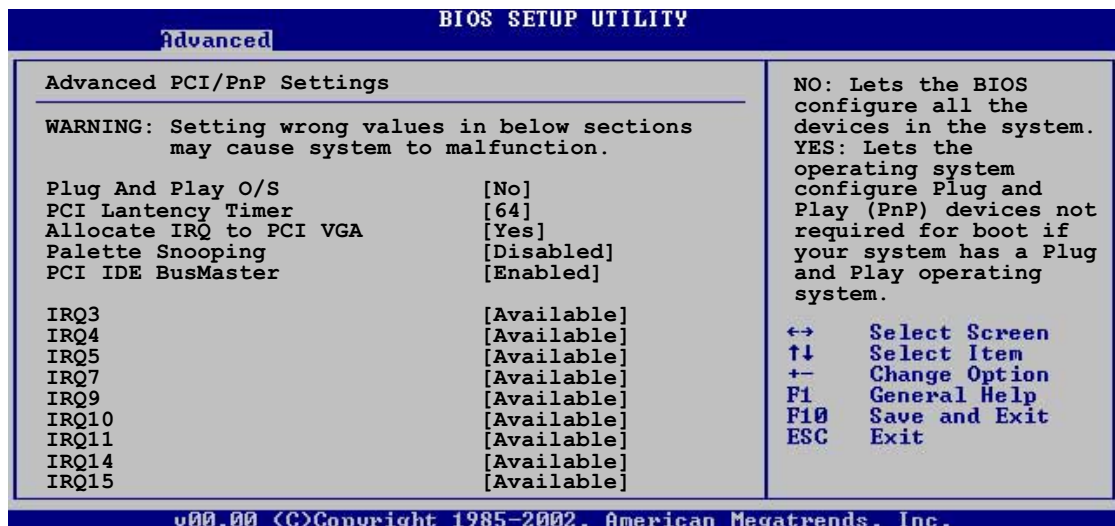 BIOS SETUP UTILITY
Advanced
Advanced PCI/PnP Settings
WARNING: Setting wrong values in below sections
may cause system to malfunction.
Plug And Play O/S [No]
PCI Lantency Timer [64]
Allocate IRQ to PCI VGA [Yes]
Palette Snooping [Disabled]
PCI IDE BusMaster [Enabled]
IRQ3 [Available]
IRQ4 [Available]
IRQ5 [Available]
IRQ7 [Available]
IRQ9 [Available]
IRQ10 [Available]
IRQ11 [Available]
IRQ14 [Available]
IRQ15 [Available]
NO: Lets the BIOS
configure all the
devices in the system.
YES: Lets the
operating system
configure Plug and
Play (PnP) devices not
required for boot if
your system has a Plug
and Play operating
system.
←→ Select Screen
↑↓ Select Item
+- Change Option
F1 General Help
F10 Save and Exit
ESC Exit
v00.00 (C)Copyright 1985-2002, American Megatrends, Inc.